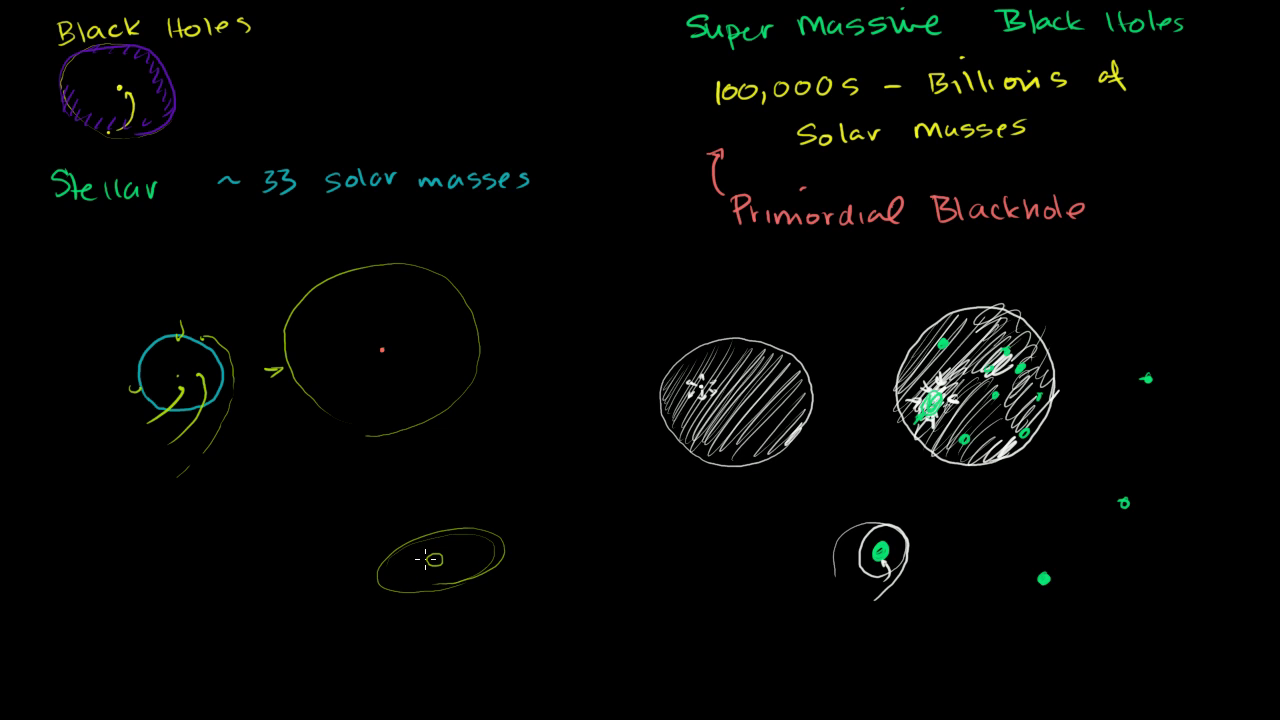 Black Holes
Stellar ~ 33 solar masses
Super Massive Black Holes
100,000s - Billions of
Solar Masses
Primordial Blackhole